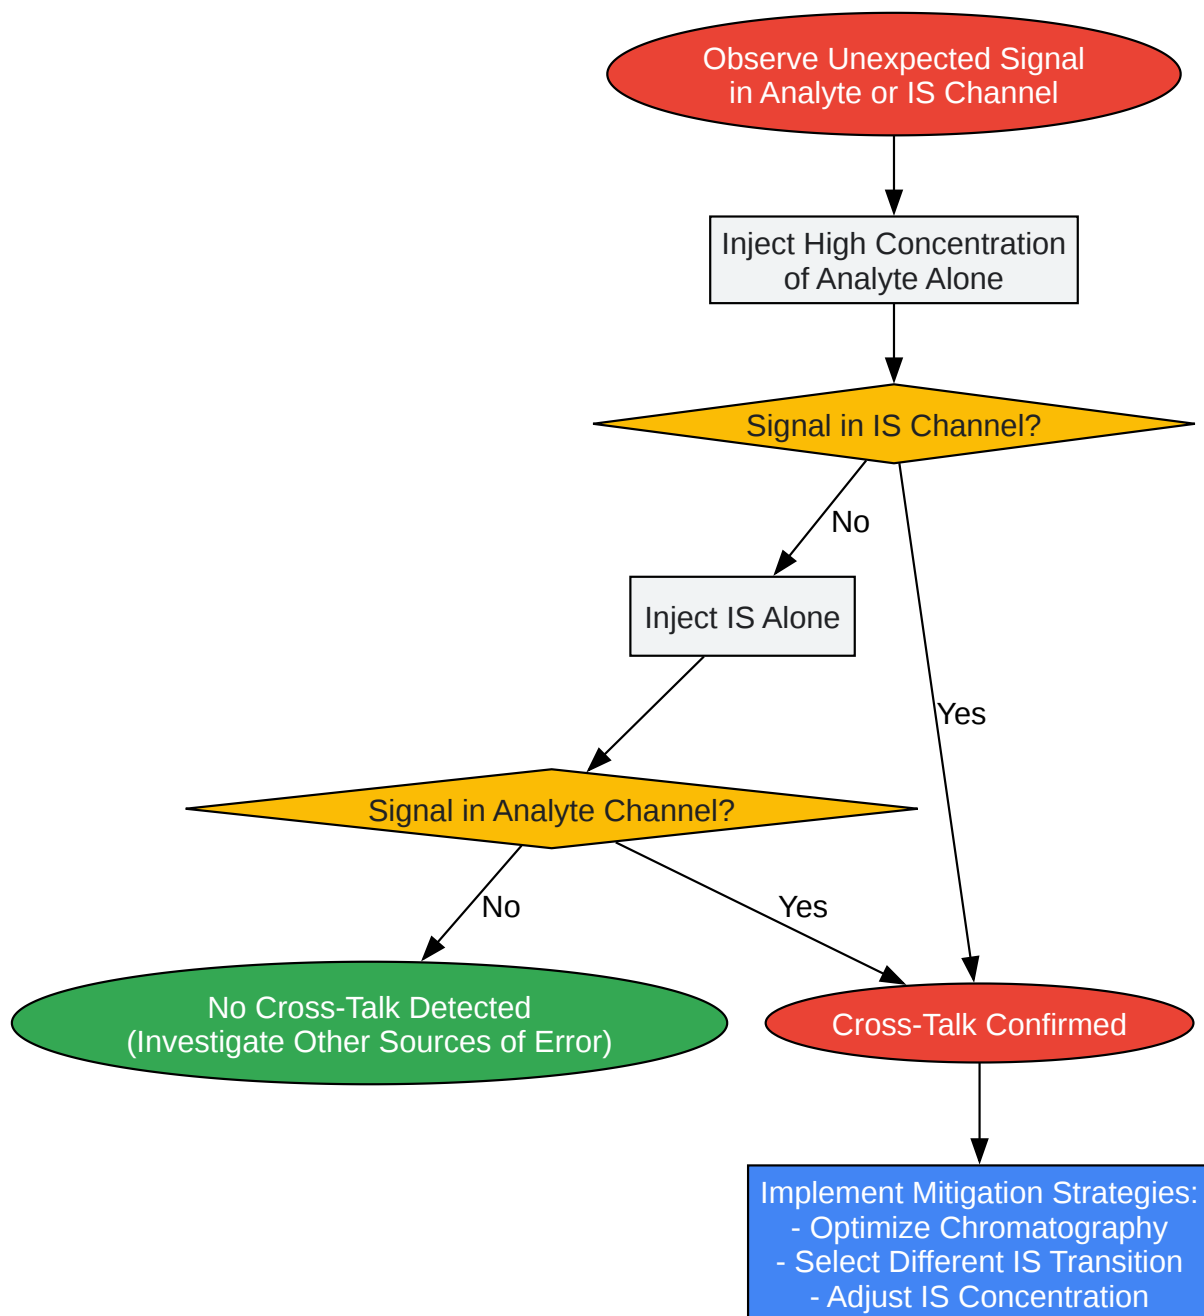 Observe Unexpected Signal
in Analyte or IS Channel
Inject High Concentration
of Analyte Alone
Signal in IS Channel?
No
Inject IS Alone
Yes
Signal in Analyte Channel?
No
Yes
No Cross-Talk Detected
(Investigate Other Sources of Error)
Cross-Talk Confirmed
Implement Mitigation Strategies:
- Optimize Chromatography
- Select Different IS Transition
- Adjust IS Concentration